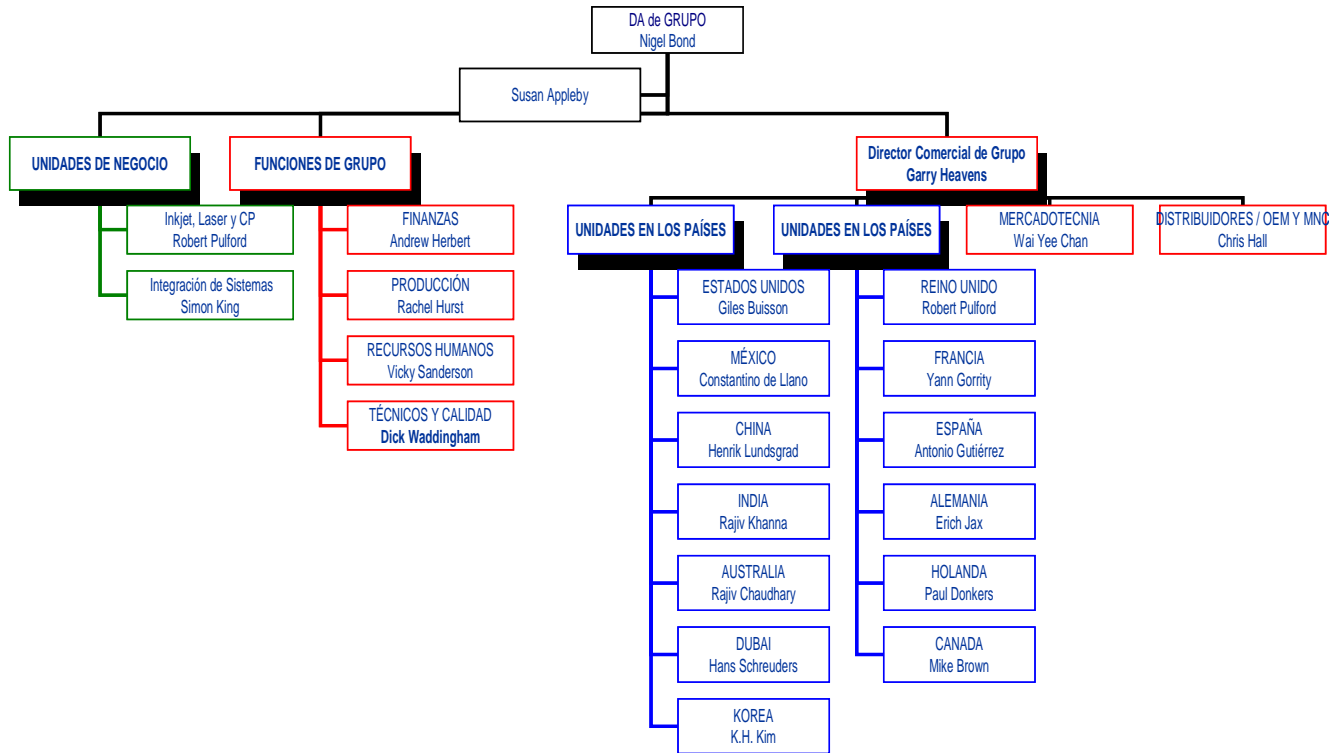 DA de GRUPO
Nigel Bond
Susan Appleby
UNIDADES DE NEGOCIO
Inkjet, Laser y CP
Robert Pulford
Integración de Sistemas
Simon King
FUNCIONES DE GRUPO
FINANZAS
Andrew Herbert
PRODUCCIÓN
Rachel Hurst
RECURSOS HUMANOS
Vicky Sanderson
TÉCNICOS Y CALIDAD
Dick Waddingham
Director Comercial de Grupo
Garry Heavens
UNIDADES EN LOS PAÍSES
ESTADOS UNIDOS
Giles Buisson
MÉXICO
Constantino de Llano
CHINA
Henrik Lundsgrad
INDIA
Rajiv Khanna
AUSTRALIA
Rajiv Chaudhary
DUBAI
Hans Schreuders
KOREA
K.H. Kim
UNIDADES EN LOS PAÍSES
REINO UNIDO
Robert Pulford
FRANCIA
Yann Gorrity
ESPAÑA
Antonio Gutiérrez
ALEMANIA
Erich Jax
HOLANDA
Paul Donkers
CANADA
Mike Brown
MERCADOTECNIA
Wai Yee Chan
DISTRIBUIDORES / OEM Y MNC
Chris Hall